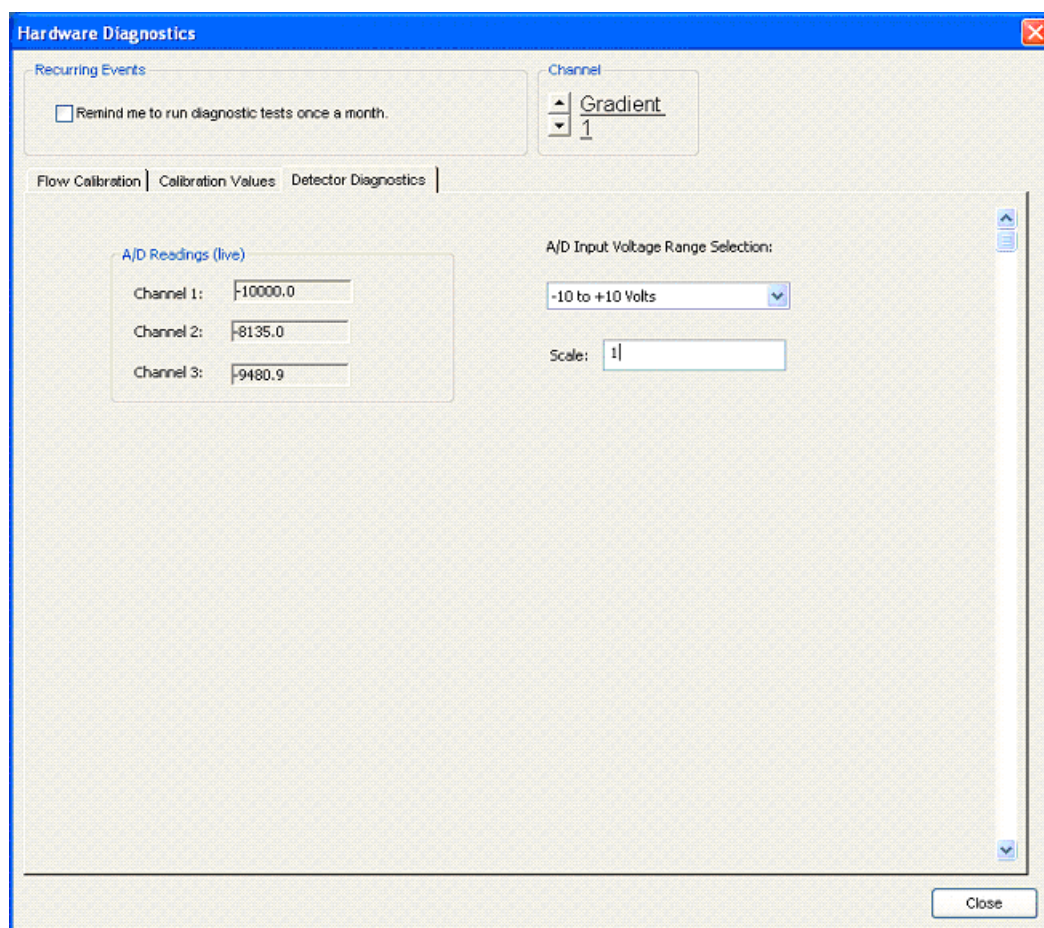 Hardware Diagnostics
Recurring Events
Remind me to run diagnostic tests once a month.
Channel
Gradient
1
Flow Calibration
Calibration Values
Detector Diagnostics
A/D Readings (live)
Channel 1: -10000.0
Channel 2: -8135.0
Channel 3: -9480.9
A/D Input Voltage Range Selection:
-10 to +10 Volts
Scale: 1
Close